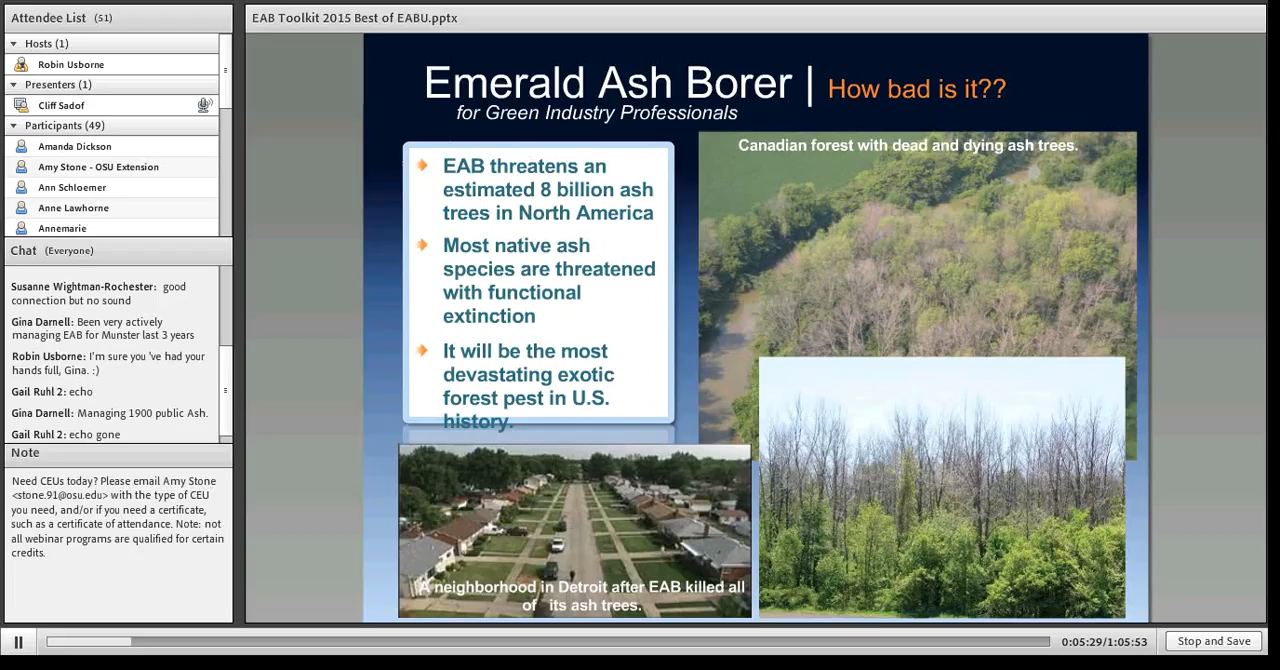 Attendee List (51)
Hosts (1)
Robin Usborne
Presenters (1)
Cliff Sadof
Participants (49)
Amanda Dickson
Amy Stone - OSU Extension
Ann Schloemer
Anne Lawhorne
Annemarie
Chat (Everyone)
Susanne Wightman-Rochester: good
connection but no sound
Gina Darnell: Been very actively
managing EAB for Munster last 3 years
Robin Usborne: I'm sure you 've had your
hands full, Gina. :)
Gail Ruhl 2: echo
Gina Darnell: Managing 1900 public Ash.
Gail Ruhl 2: echo gone
Note
Need CEUs today? Please email Amy Stone
<stone.91@osu.edu> with the type of CEU
you need, and/or if you need a certificate,
such as a certificate of attendance. Note: not
all webinar programs are qualified for certain
credits.
EAB Toolkit 2015 Best of EABU.pptx
Emerald Ash Borer | How bad is it??
for Green Industry Professionals
EAB threatens an
estimated 8 billion ash
trees in North America
Most native ash
species are threatened
with functional
extinction
It will be the most
devastating exotic
forest pest in U.S.
history.
Canadian forest with dead and dying ash trees.
A neighborhood in Detroit after EAB killed all
of its ash trees.
0:05:29/1:05:53
Stop and Save